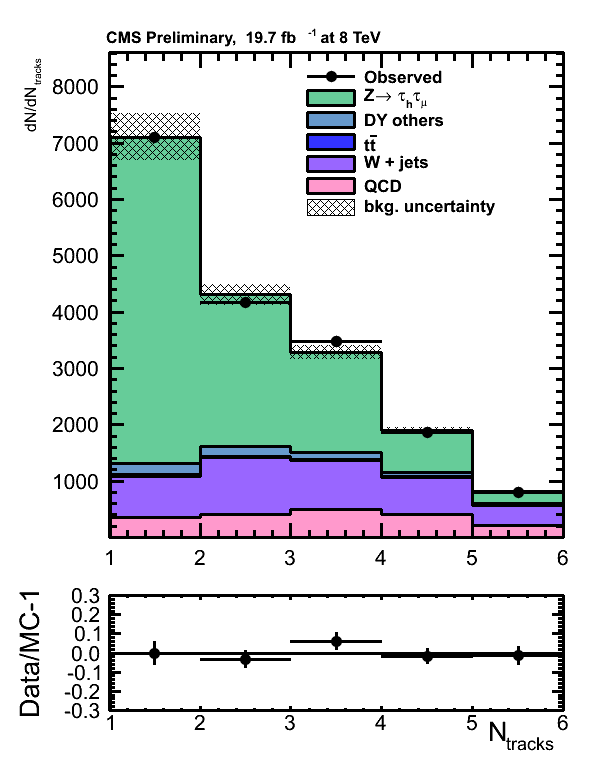 CMS Preliminary, 19.7 fb -1 at 8 TeV
dN/dNtracks
8000
7000
6000
5000
4000
3000
2000
1000
Observed
Z→ τhτμ
DY others
tt̄
W + jets
QCD
bkg. uncertainty
1 2 3 4 5 6
Data/MC-1
0.3
0.2
0.1
0.0
-0.1
-0.2
-0.3
1 2 3 4 5 6
Ntracks